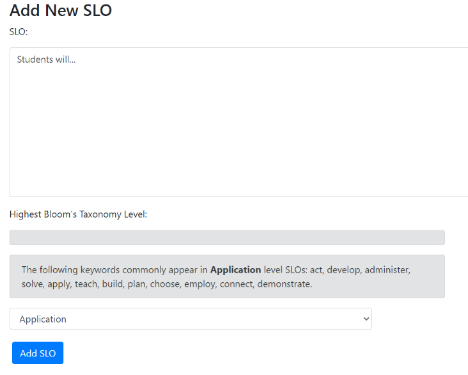 Add New SLO
SLO:
Students will...
Highest Bloom's Taxonomy Level:
The following keywords commonly appear in Application level SLOs: act, develop, administer,
solve, apply, teach, build, plan, choose, employ, connect, demonstrate.
Application
Add SLO